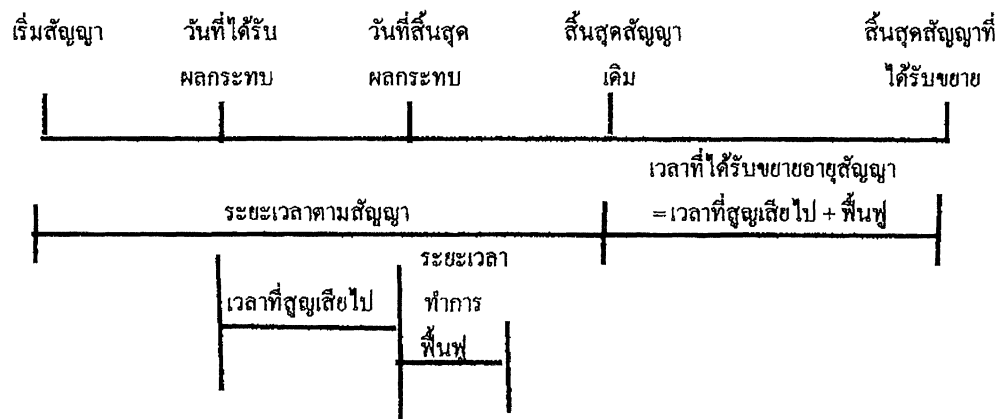 เริ่มสัญญา วันที่ได้รับ วันที่สิ้นสุด สิ้นสุดสัญญา สิ้นสุดสัญญาที่
ผลกระทบ ผลกระทบ เดิม ได้รับขยาย
เวลาที่ได้รับขยายอายุสัญญา
ระยะเวลาตามสัญญา =เวลาที่สูญเสียไป + ฟื้นฟู
ระยะเวลา
เวลาที่สูญเสียไป ทำการ
ฟื้นฟู